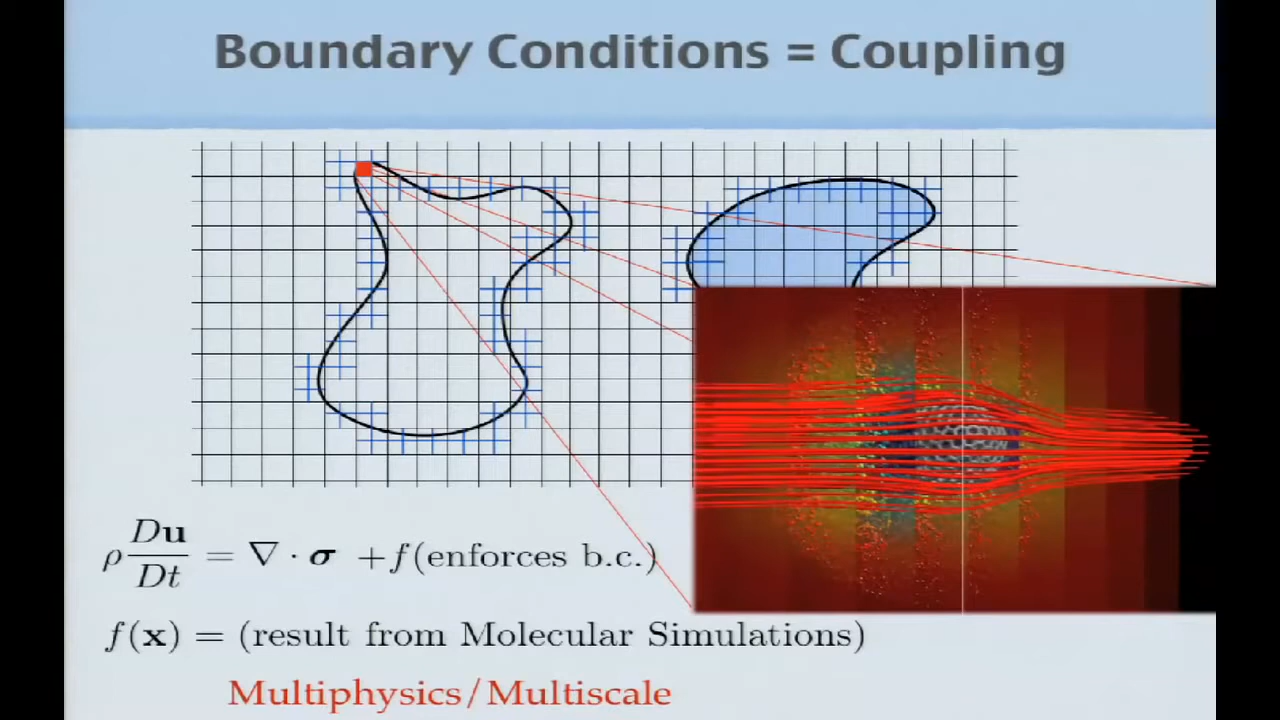 Boundary Conditions = Coupling
ρ Du/Dt = ∇ · σ + f(enforces b.c.)
f(x) = (result from Molecular Simulations)
Multiphysics/Multiscale